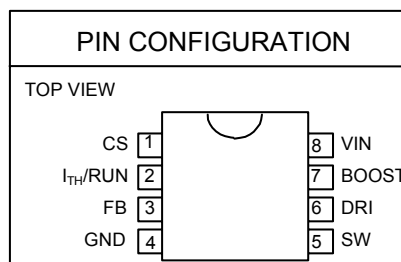 PIN CONFIGURATION
TOP VIEW
CS 1 8 VIN
ITH/RUN 2 7 BOOST
FB 3 6 DRI
GND 4 5 SW